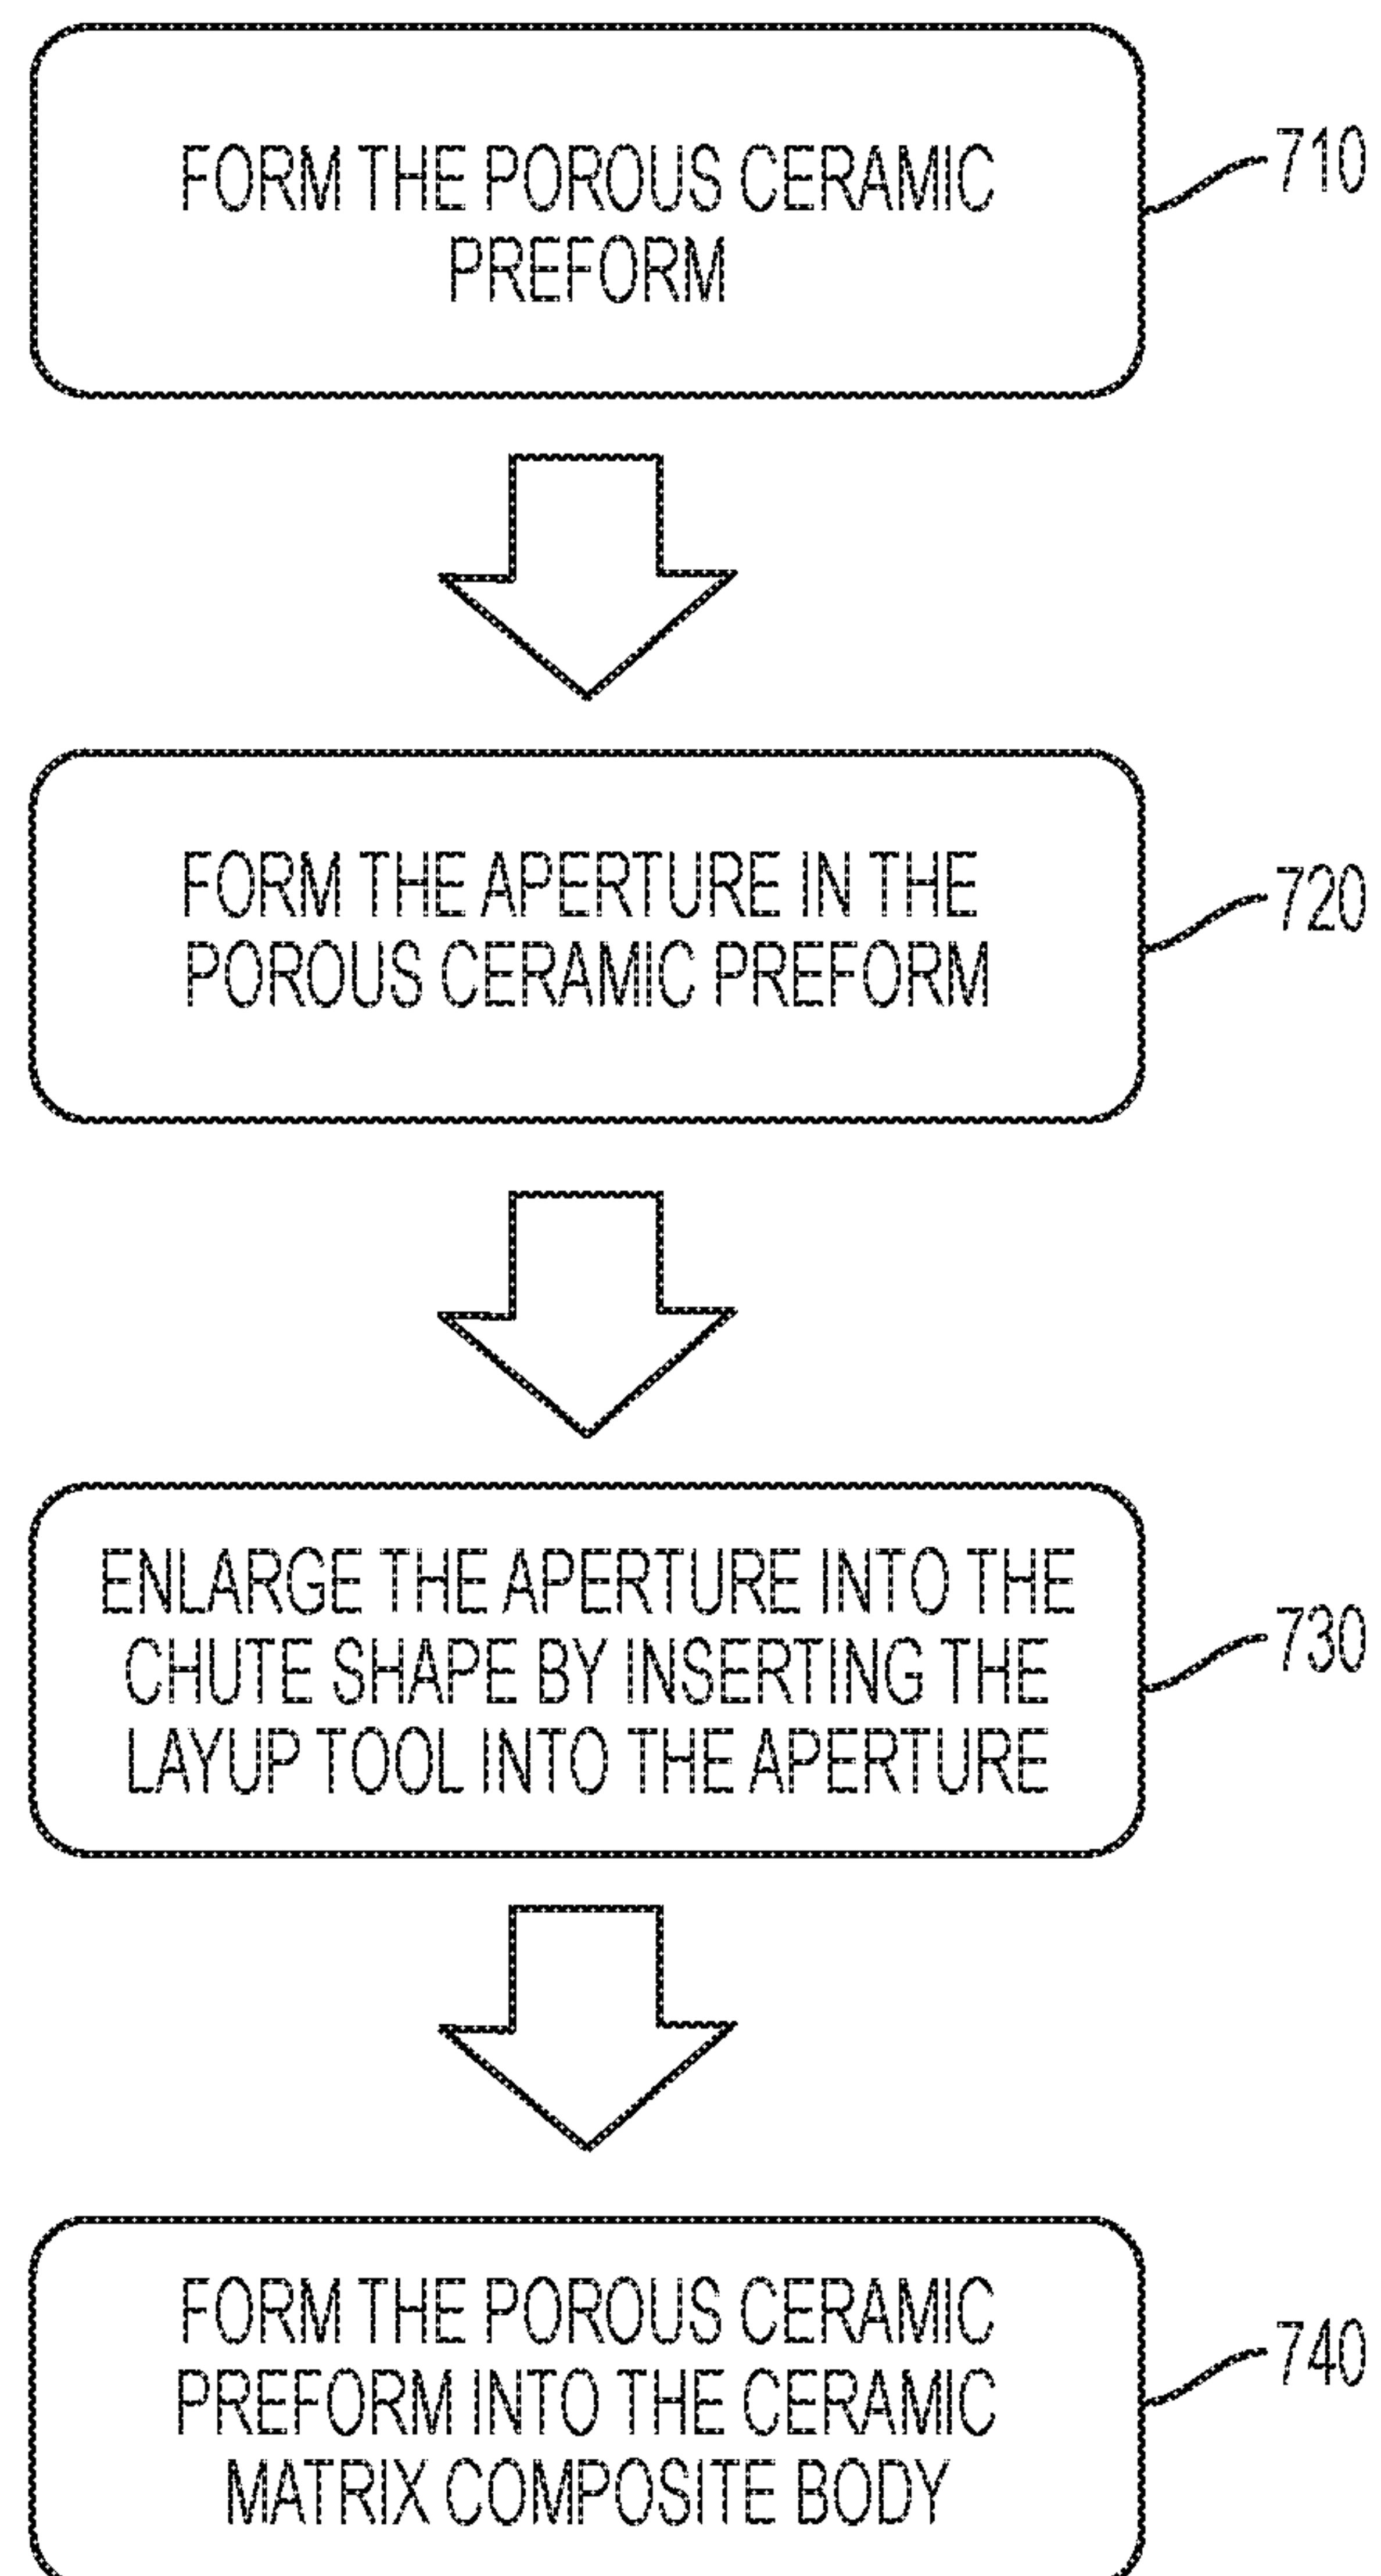 FORM THE POROUS CERAMIC
PREFORM
710
FORM THE APERTURE IN THE
POROUS CERAMIC PREFORM
720
ENLARGE THE APERTURE INTO THE
CHUTE SHAPE BY INSERTING THE
LAYUP TOOL INTO THE APERTURE
730
FORM THE POROUS CERAMIC
PREFORM INTO THE CERAMIC
MATRIX COMPOSITE BODY
740